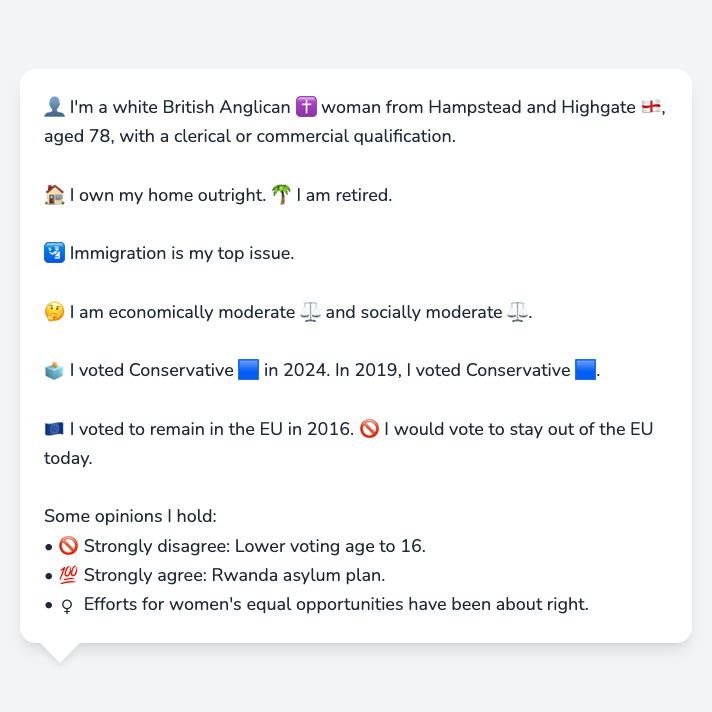 👤 I'm a white British Anglican ✝️ woman from Hampstead and Highgate 🏴󠁧󠁢󠁥󠁮󠁧󠁿,
aged 78, with a clerical or commercial qualification.
🏠 I own my home outright. 🌴 I am retired.
🛂 Immigration is my top issue.
🤔 I am economically moderate ⚖️ and socially moderate ⚖️.
🗳️ I voted Conservative 🟦 in 2024. In 2019, I voted Conservative 🟦.
🇪🇺 I voted to remain in the EU in 2016. 🚫 I would vote to stay out of the EU
today.
Some opinions I hold:
• 🚫 Strongly disagree: Lower voting age to 16.
• 💯 Strongly agree: Rwanda asylum plan.
• ♀ Efforts for women's equal opportunities have been about right.